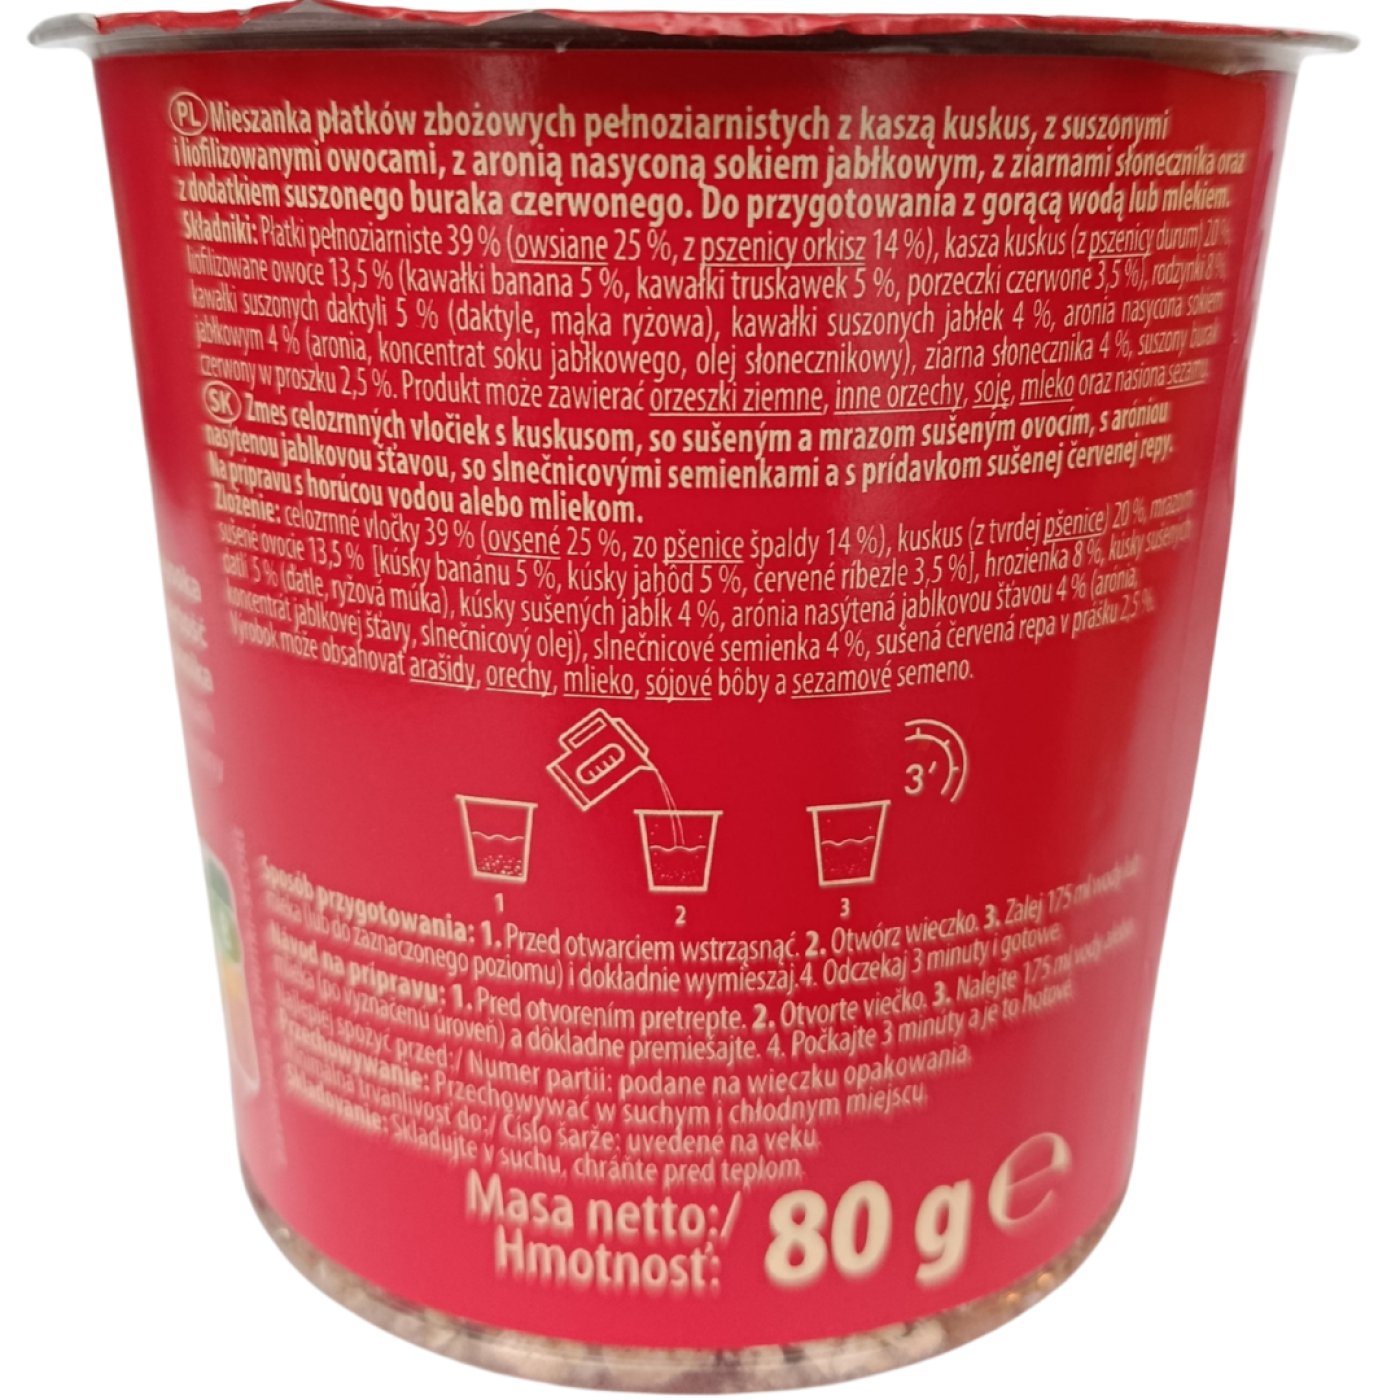 PL Mieszanka płatków zbożowych pełnoziarnistych z kaszą kuskus, z suszonymi
i liofilizowanymi owocami, z aronią nasyconą sokiem jabłkowym, z ziarnami słonecznika oraz
z dodatkiem suszonego buraka czerwonego. Do przygotowania z gorącą wodą lub mlekiem.
Składniki: Płatki pełnoziarniste 39 % (owsiane 25 %, z pszenicy orkisz 14 %), kasza kuskus (z pszenicy durum) 20 %,
liofilizowane owoce 13,5 % (kawałki banana 5 %, kawałki truskawek 5 %, porzeczki czerwone 3,5 %), rodzynki 8 %,
kawałki suszonych daktyli 5 % (daktyle, mąka ryżowa), kawałki suszonych jabłek 4 %, aronia nasycona sokiem
jabłkowym 4 % (aronia, koncentrat soku jabłkowego, olej słonecznikowy), ziarna słonecznika 4 %, suszony burak
czerwony w proszku 2,5 %. Produkt może zawierać orzeszki ziemne, inne orzechy, soję, mleko oraz nasiona sezamu.
SK Zmes celozrnných vločiek s kuskusom, so sušeným a mrazom sušeným ovocím, s aróniou
nasýtenou jablkovou šťavou, so slnečnicovými semienkami a s prídavkom sušenej červenej repy.
Na prípravu s horúcou vodou alebo mliekom.
Zloženie: celozrnné vločky 39 % (ovsené 25 %, zo pšenice špaldy 14 %), kuskus (z tvrdej pšenice) 20 %, mrazom
sušené ovocie 13,5 % [kúsky banánu 5 %, kúsky jahôd 5 %, červené ríbezle 3,5 %], hrozienka 8 %, kúsky sušených
datlí 5 % (datle, ryžová múka), kúsky sušených jabĺk 4 %, arónia nasýtená jablkovou šťavou 4 % (arónia,
koncentrát jablkovej šťavy, slnečnicový olej), slnečnicové semienka 4 %, sušená červená repa v prášku 2,5 %.
Výrobok môže obsahovať arašidy, orechy, mlieko, sójové bôby a sezamové semeno.
3'
1 2 3
Sposób przygotowania: 1. Przed otwarciem wstrząsnąć. 2. Otwórz wieczko. 3. Zalej 175 ml wody lub
mleka (lub do zaznaczonego poziomu) i dokładnie wymieszaj. 4. Odczekaj 3 minuty i gotowe.
Návod na prípravu: 1. Pred otvorením pretrepte. 2. Otvorte viečko. 3. Nalejte 175 ml vody alebo
mlieka (po vyznačenú úroveň) a dôkladne premiešajte. 4. Počkajte 3 minúty a je to hotové.
Najlepiej spożyć przed:/ Numer partii: podane na wieczku opakowania.
Przechowywanie: Przechowywać w suchym i chłodnym miejscu.
Minimálna trvanlivosť do:/ Číslo šarže: uvedené na veku.
Skladovanie: Skladujte v suchu, chráňte pred teplom.
Masa netto:/
Hmotnosť: 80 g e